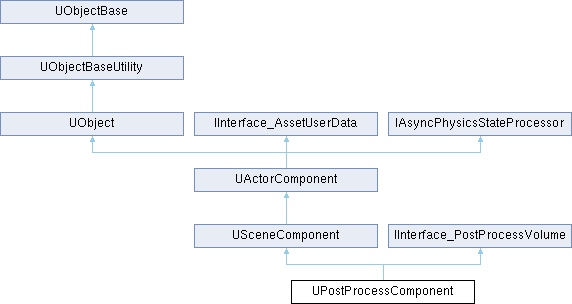 UObjectBase
UObjectBaseUtility
UObject
IInterface_AssetUserData
IAsyncPhysicsStateProcessor
UActorComponent
USceneComponent
IInterface_PostProcessVolume
UPostProcessComponent